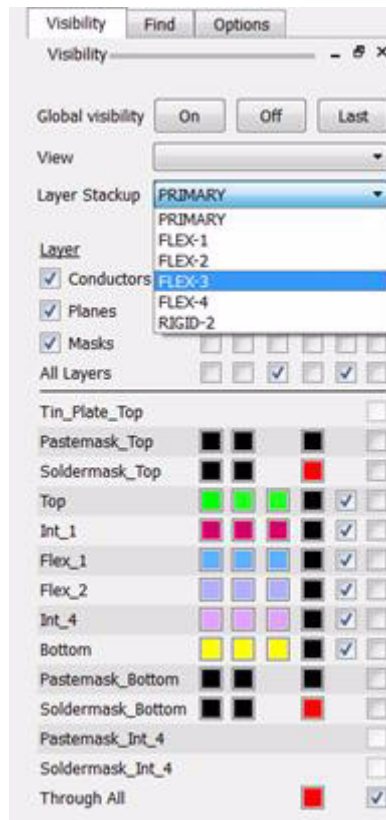 Visibility Find Options
Visibility
Global visibility On Off Last
View
Layer Stackup PRIMARY
PRIMARY
FLEX-1
Layer FLEX-2
Conductors FLEX-3
Planes FLEX-4
RIGID-2
Masks
All Layers
Tin_Plate_Top
Pastemask_Top
Soldermask_Top
Top
Int_1
Flex_1
Flex_2
Int_4
Bottom
Pastemask_Bottom
Soldermask_Bottom
Pastemask_Int_4
Soldermask_Int_4
Through All